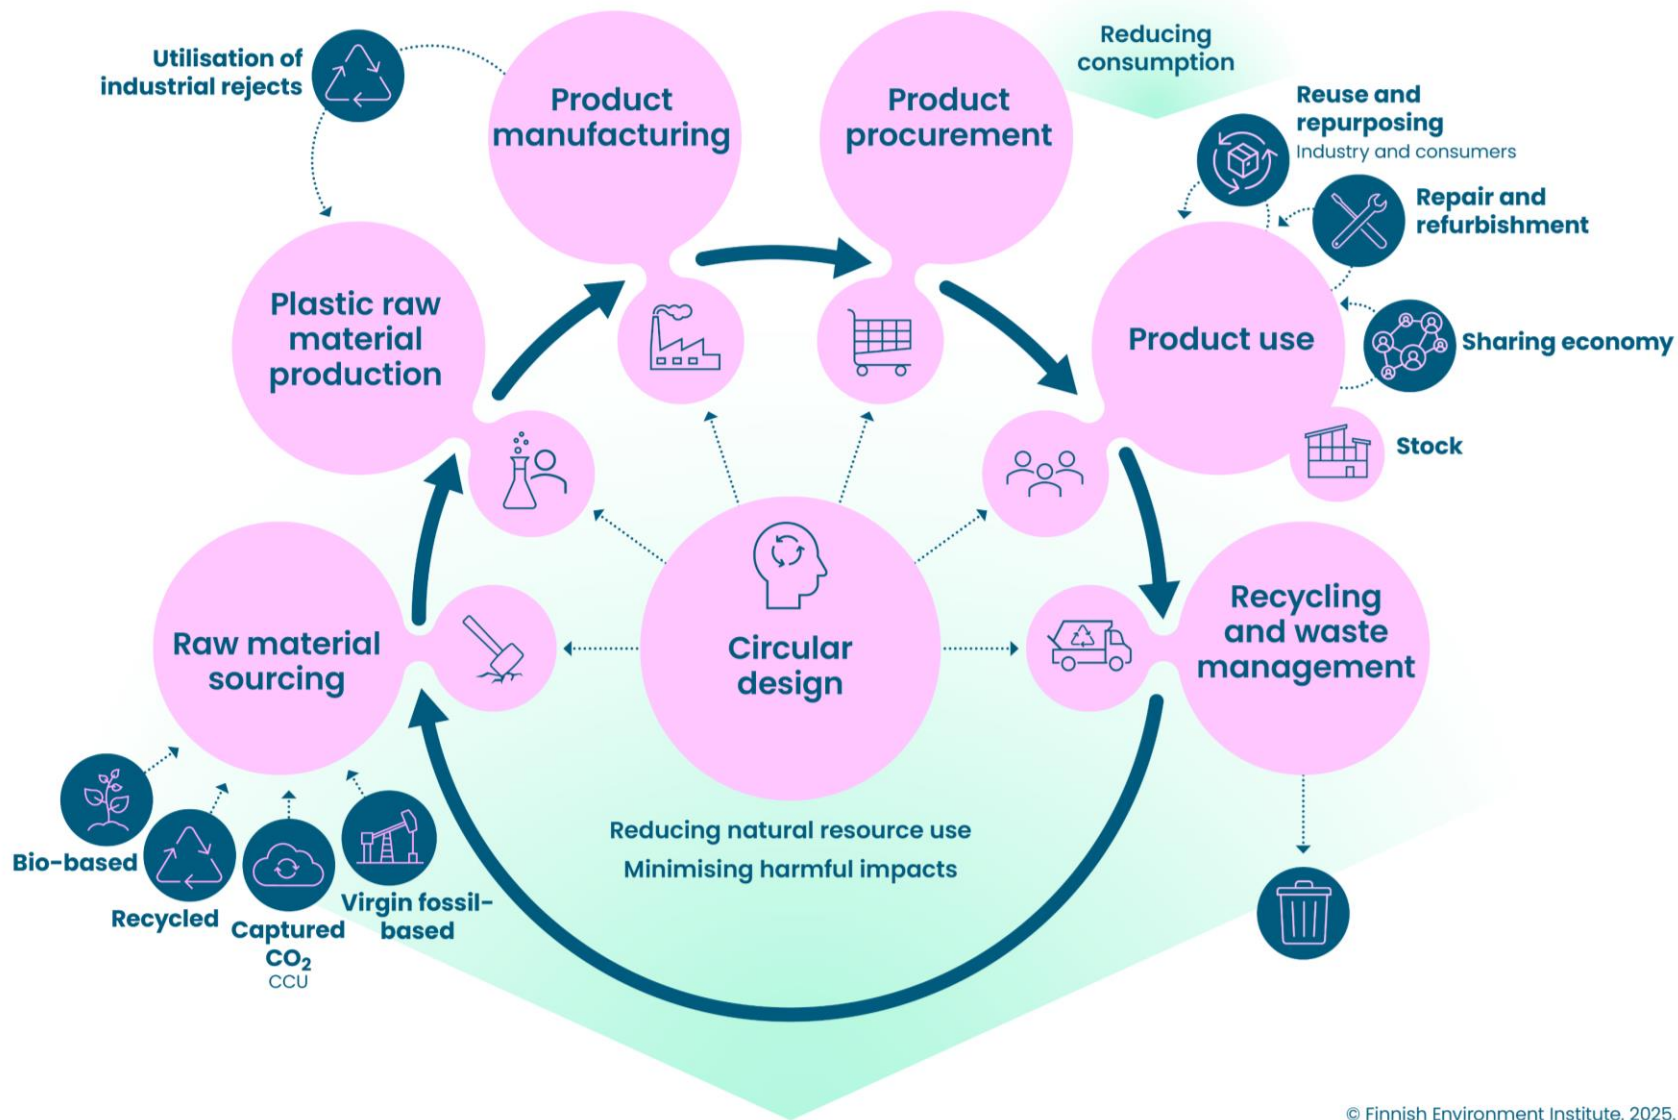 Utilisation of
industrial rejects
Product
manufacturing
Product
procurement
Reducing
consumption
Reuse and
repurposing
Industry and consumers
Repair and
refurbishment
Plastic raw
material
production
Product use
Sharing economy
Stock
Raw material
sourcing
Circular
design
Recycling
and waste
management
Reducing natural resource use
Minimising harmful impacts
Bio-based
Recycled
Captured
CO₂
CCU
Virgin fossil-
based
© Finnish Environment Institute, 2025.